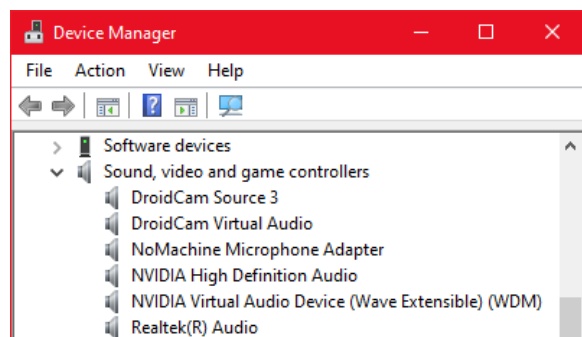 Device Manager
File Action View Help
Software devices
Sound, video and game controllers
DroidCam Source 3
DroidCam Virtual Audio
NoMachine Microphone Adapter
NVIDIA High Definition Audio
NVIDIA Virtual Audio Device (Wave Extensible) (WDM)
Realtek(R) Audio